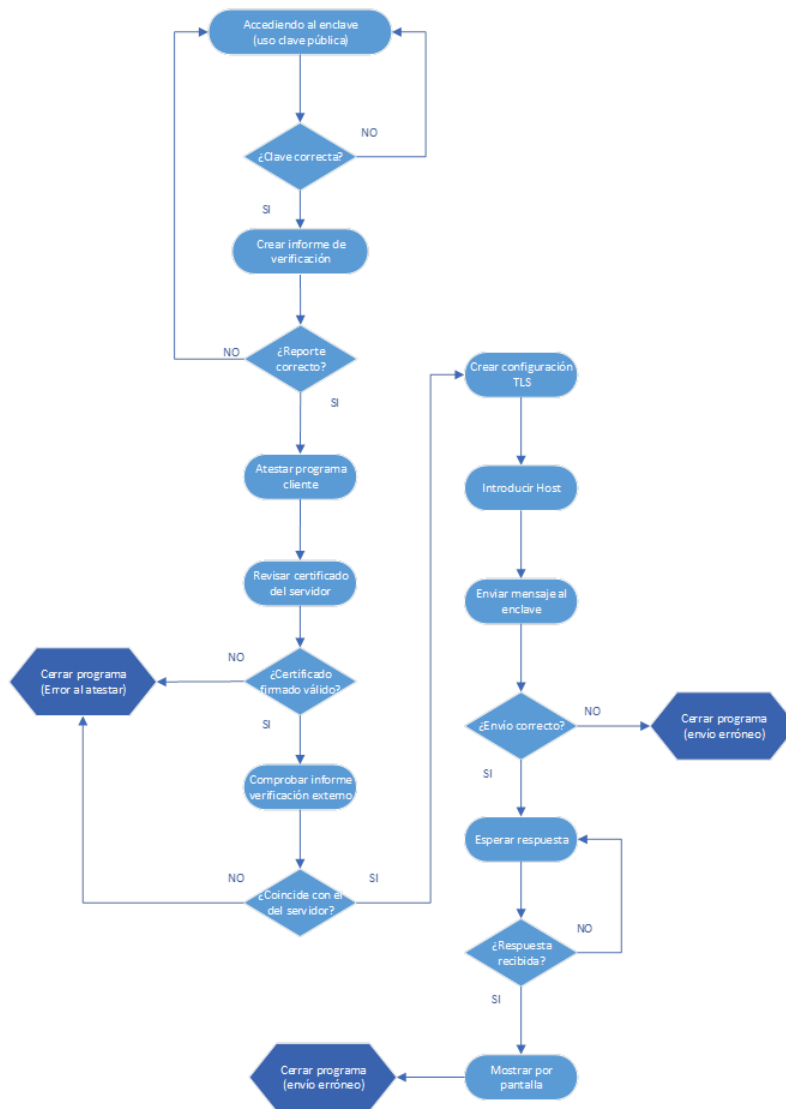 Accediendo al enclave
(uso clave pública)
NO
¿Clave correcta?
SI
Crear informe de
verificación
¿Reporte
correcto?
NO
SI
Atestar programa
cliente
Revisar certificado
del servidor
NO
¿Certificado
firmado válido?
Cerrar programa
(Error al atestar)
SI
Comprobar informe
verificación externo
NO
SI
¿Coincide con el
del servidor?
Crear configuración
TLS
Introducir Host
Enviar mensaje al
enclave
¿Envío correcto?
NO
Cerrar programa
(envío erróneo)
SI
Esperar respuesta
NO
¿Respuesta
recibida?
SI
Mostrar por
pantalla
Cerrar programa
(envío erróneo)